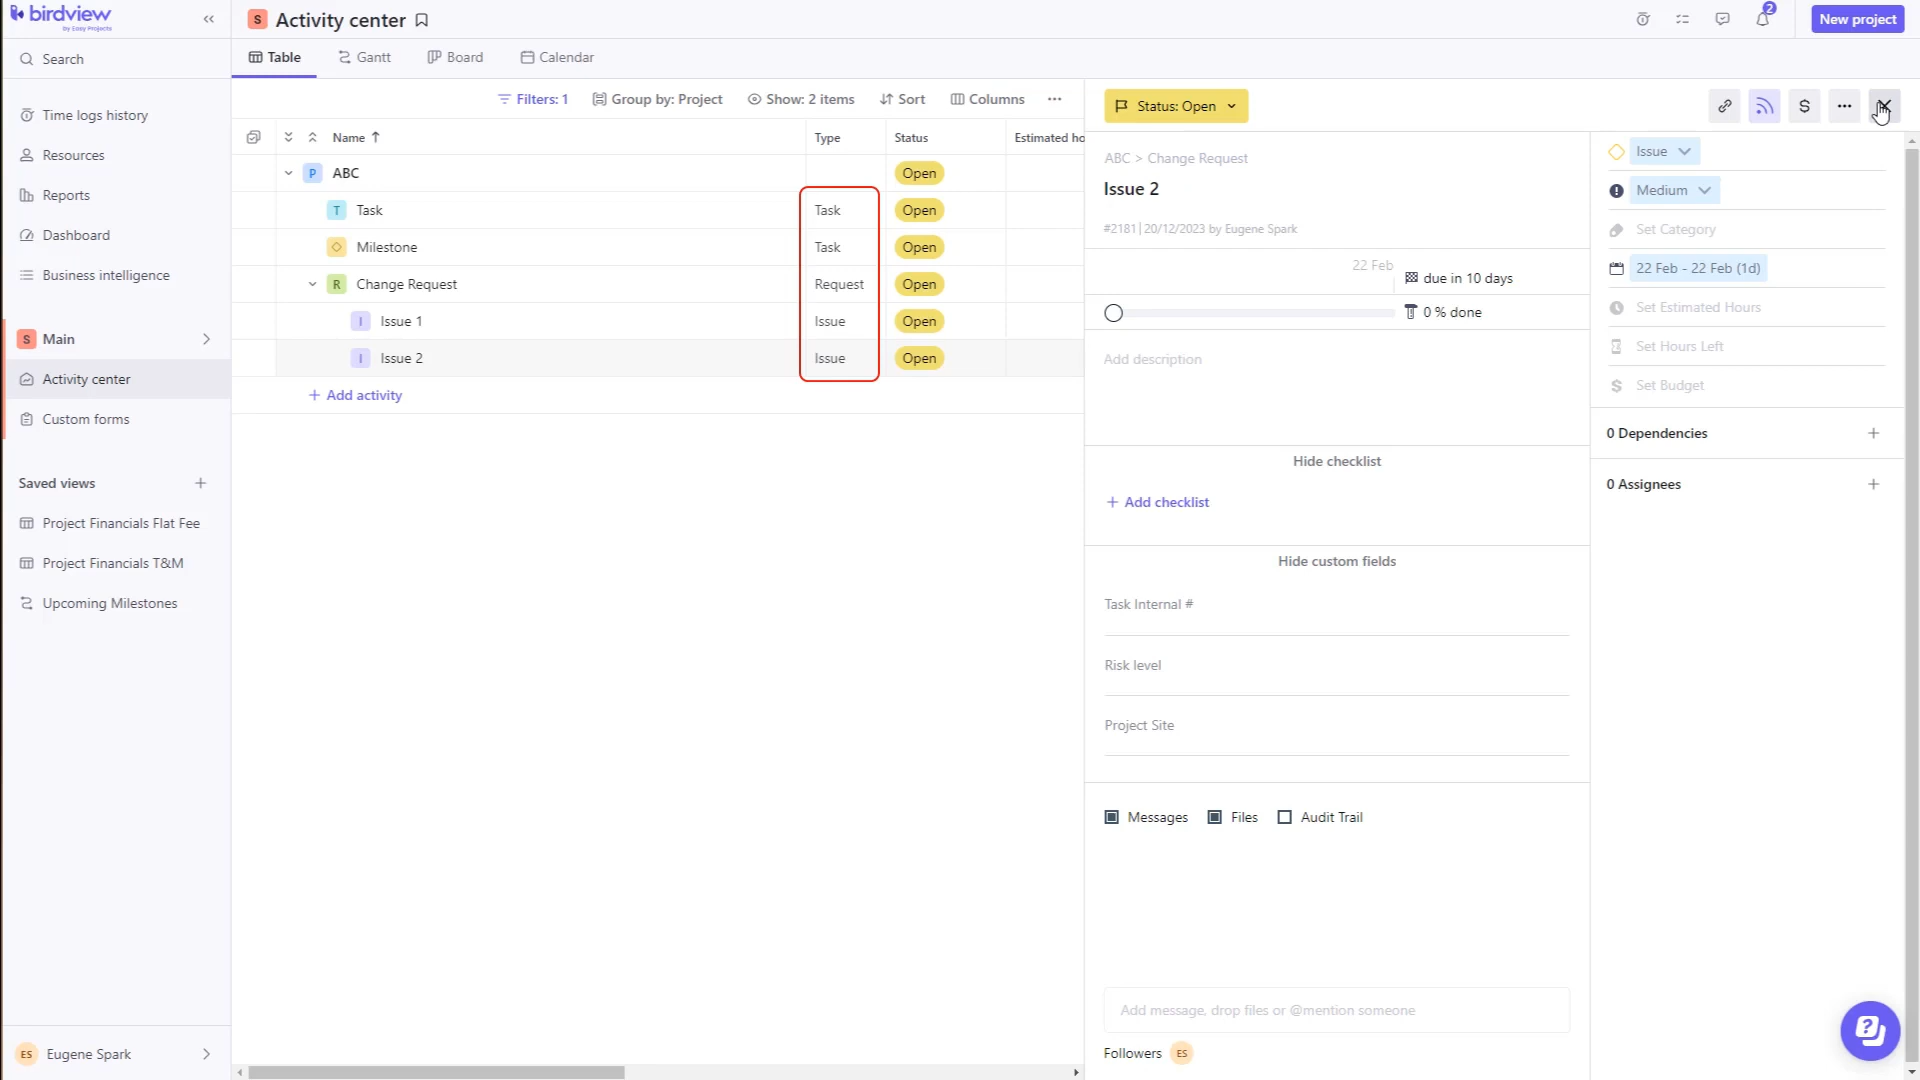 birdview
by Easy Projects
Search
Time logs history
Resources
Reports
Dashboard
Business intelligence
S Main
Activity center
Custom forms
Saved views
Project Financials Flat Fee
Project Financials T&M
Upcoming Milestones
ES Eugene Spark
S Activity center
2
New project
Table Gantt Board Calendar
Filters: 1 Group by: Project Show: 2 items Sort Columns
Name Type Status Estimated ho
P ABC Open
T Task Task Open
Milestone Task Open
R Change Request Request Open
I Issue 1 Issue Open
I Issue 2 Issue Open
+ Add activity
Status: Open
ABC > Change Request
Issue 2
#2181 | 20/12/2023 by Eugene Spark
22 Feb
due in 10 days
0 % done
Add description
Hide checklist
+ Add checklist
Hide custom fields
Task Internal #
Risk level
Project Site
Messages Files Audit Trail
Add message, drop files or @mention someone
Followers ES
Issue
Medium
Set Category
22 Feb - 22 Feb (1d)
Set Estimated Hours
Set Hours Left
$ Set Budget
0 Dependencies
0 Assignees